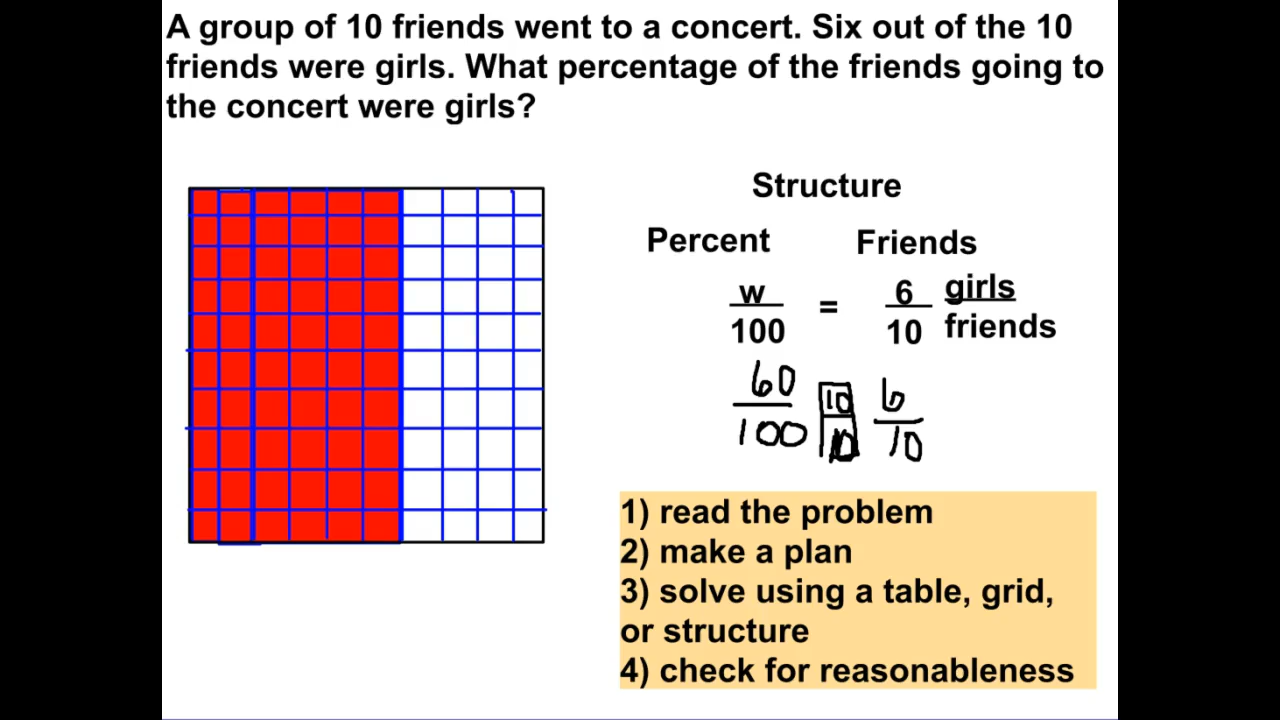 A group of 10 friends went to a concert. Six out of the 10
friends were girls. What percentage of the friends going to
the concert were girls?
Structure
Percent Friends
w = 6 girls
100 10 friends
60 10 6
100 10 10
1) read the problem
2) make a plan
3) solve using a table, grid,
or structure
4) check for reasonableness